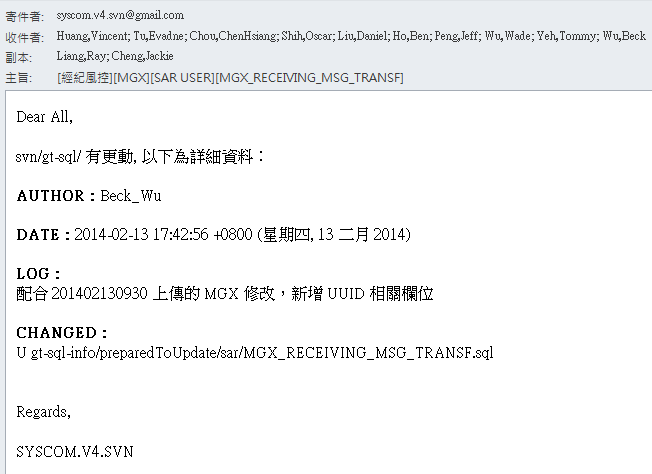 寄件者: syscom.v4.svn@gmail.com
收件者: Huang,Vincent; Tu,Evadne; Chou,ChenHsiang; Shih,Oscar; Liu,Daniel; Ho,Ben; Peng,Jeff; Wu,Wade; Yeh,Tommy; Wu,Beck
副本: Liang,Ray; Cheng,Jackie
主旨: [經紀風控][MGX][SAR USER][MGX_RECEIVING_MSG_TRANSF]
Dear All,
svn/gt-sql/ 有更動, 以下為詳細資料：
AUTHOR：Beck_Wu
DATE：2014-02-13 17:42:56 +0800 (星期四, 13 二月 2014)
LOG：
配合 201402130930 上傳的 MGX 修改，新增 UUID 相關欄位
CHANGED：
U gt-sql-info/preparedToUpdate/sar/MGX_RECEIVING_MSG_TRANSF.sql
Regards,
SYSCOM.V4.SVN